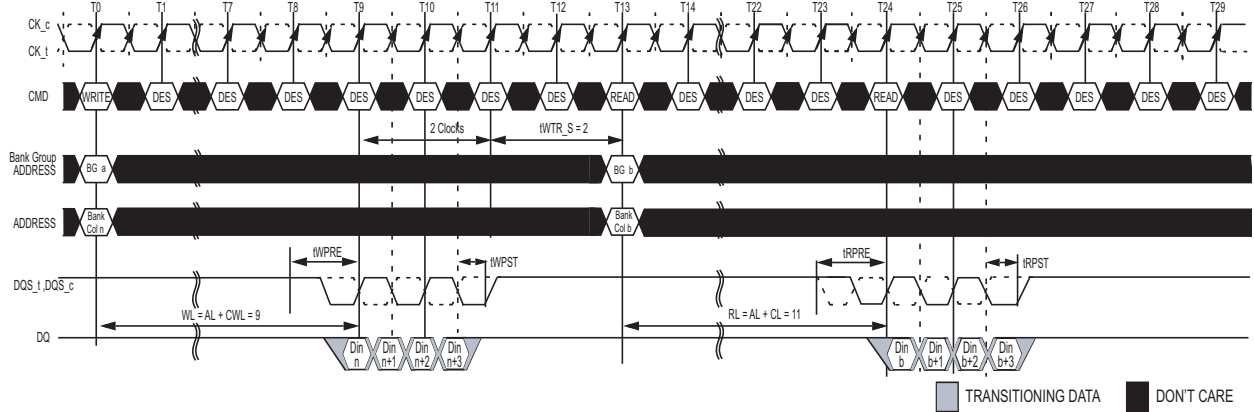 T0 T1 T7 T8 T9 T10 T11 T12 T13 T14 T22 T23 T24 T25 T26 T27 T28 T29
CK_c
CK_t
CMD WRITE DES DES DES DES DES DES DES READ DES DES DES READ DES DES DES DES DES
2 Clocks tWTR_S = 2
Bank Group
ADDRESS
BG a BG b
ADDRESS
Bank
Col n
Bank
Col b
tWPRE tWPST tRPRE tRPST
DQS_t ,DQS_c
WL = AL + CWL = 9 RL = AL + CL = 11
DQ
Din
n
Din
n+1
Din
n+2
Din
n+3
Din
b
Din
b+1
Din
b+2
Din
b+3
TRANSITIONING DATA DON'T CARE